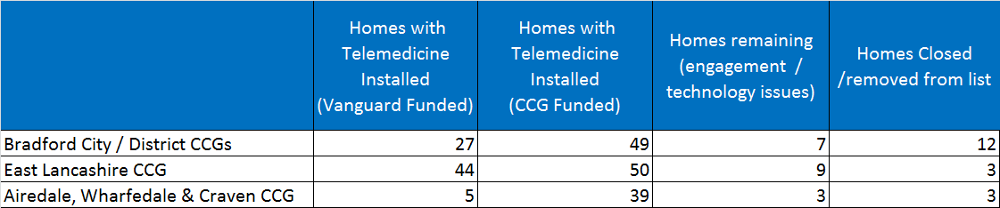 Homes with
Telemedicine
Installed
(Vanguard Funded)
Homes with
Telemedicine
Installed
(CCG Funded)
Homes remaining
(engagement /
technology issues)
Homes Closed
/removed from list
Bradford City / District CCGs 27 49 7 12
East Lancashire CCG 44 50 9 3
Airedale, Wharfedale & Craven CCG 5 39 3 3